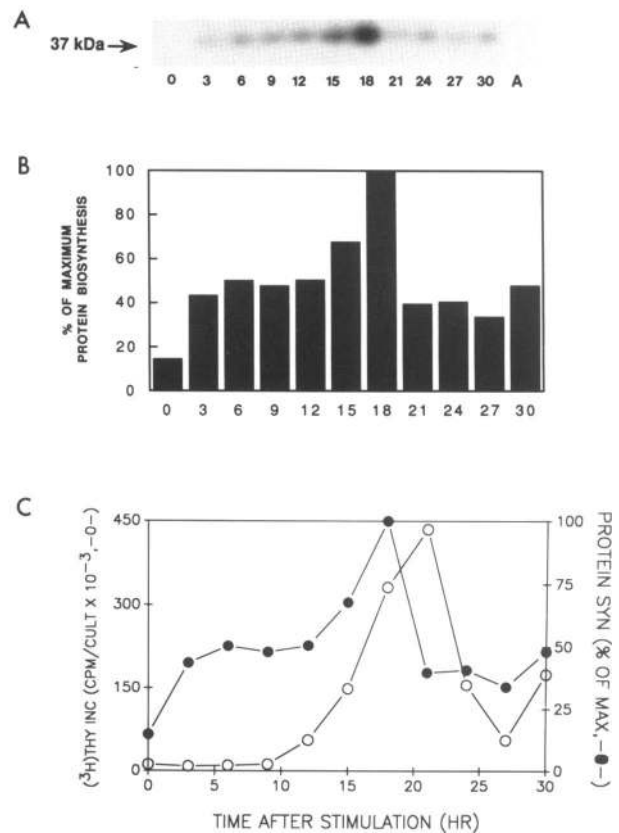 A
37 kDa→
0 3 6 9 12 15 18 21 24 27 30 A
B
% OF MAXIMUM
PROTEIN BIOSYNTHESIS
100
80
60
40
20
0
0 3 6 9 12 15 18 21 24 27 30
C
(³H)THY INC (CPM/CULT X 10⁻³,-O-)
450
300
150
0
100
75
50
25
0
PROTEIN SYN (% OF MAX,-●-)
0 5 10 15 20 25 30
TIME AFTER STIMULATION (HR)